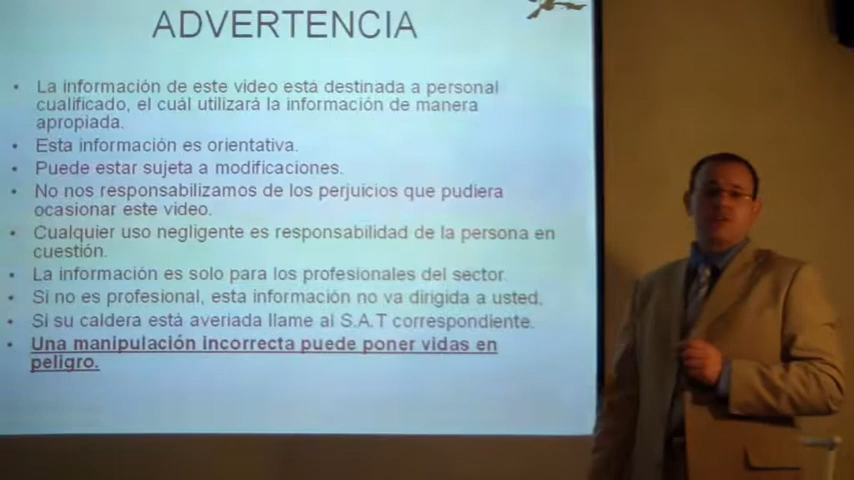 ADVERTENCIA
• La información de este video está destinada a personal
cualificado, el cuál utilizará la información de manera
apropiada.
• Esta información es orientativa.
• Puede estar sujeta a modificaciones.
• No nos responsabilizamos de los perjuicios que pudiera
ocasionar este video.
• Cualquier uso negligente es responsabilidad de la persona en
cuestión.
• La información es solo para los profesionales del sector.
• Si no es profesional, esta información no va dirigida a usted.
• Si su caldera está averiada llame al S.A.T correspondiente.
• Una manipulación incorrecta puede poner vidas en
peligro.